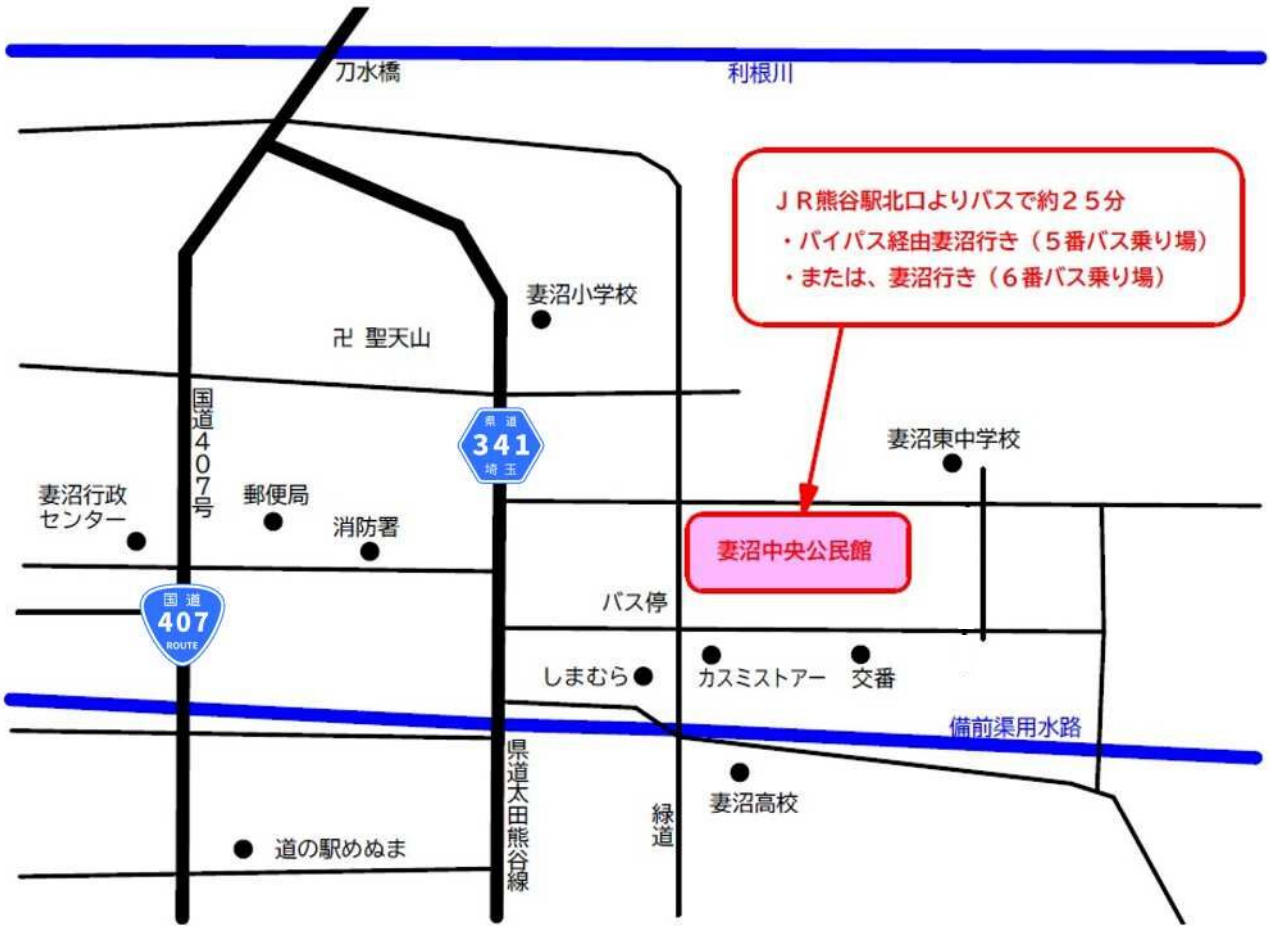 刀水橋
利根川
JR熊谷駅北口よりバスで約25分
・バイパス経由妻沼行き(5番バス乗り場)
・または、妻沼行き(6番バス乗り場)
妻沼小学校
卍 聖天山
国道407号
県道
341
埼玉
妻沼東中学校
妻沼行政
センター
郵便局
消防署
妻沼中央公民館
国道
407
ROUTE
バス停
しまむら
カスミストアー
交番
備前渠用水路
県道太田熊谷線
妻沼高校
緑道
道の駅めぬま